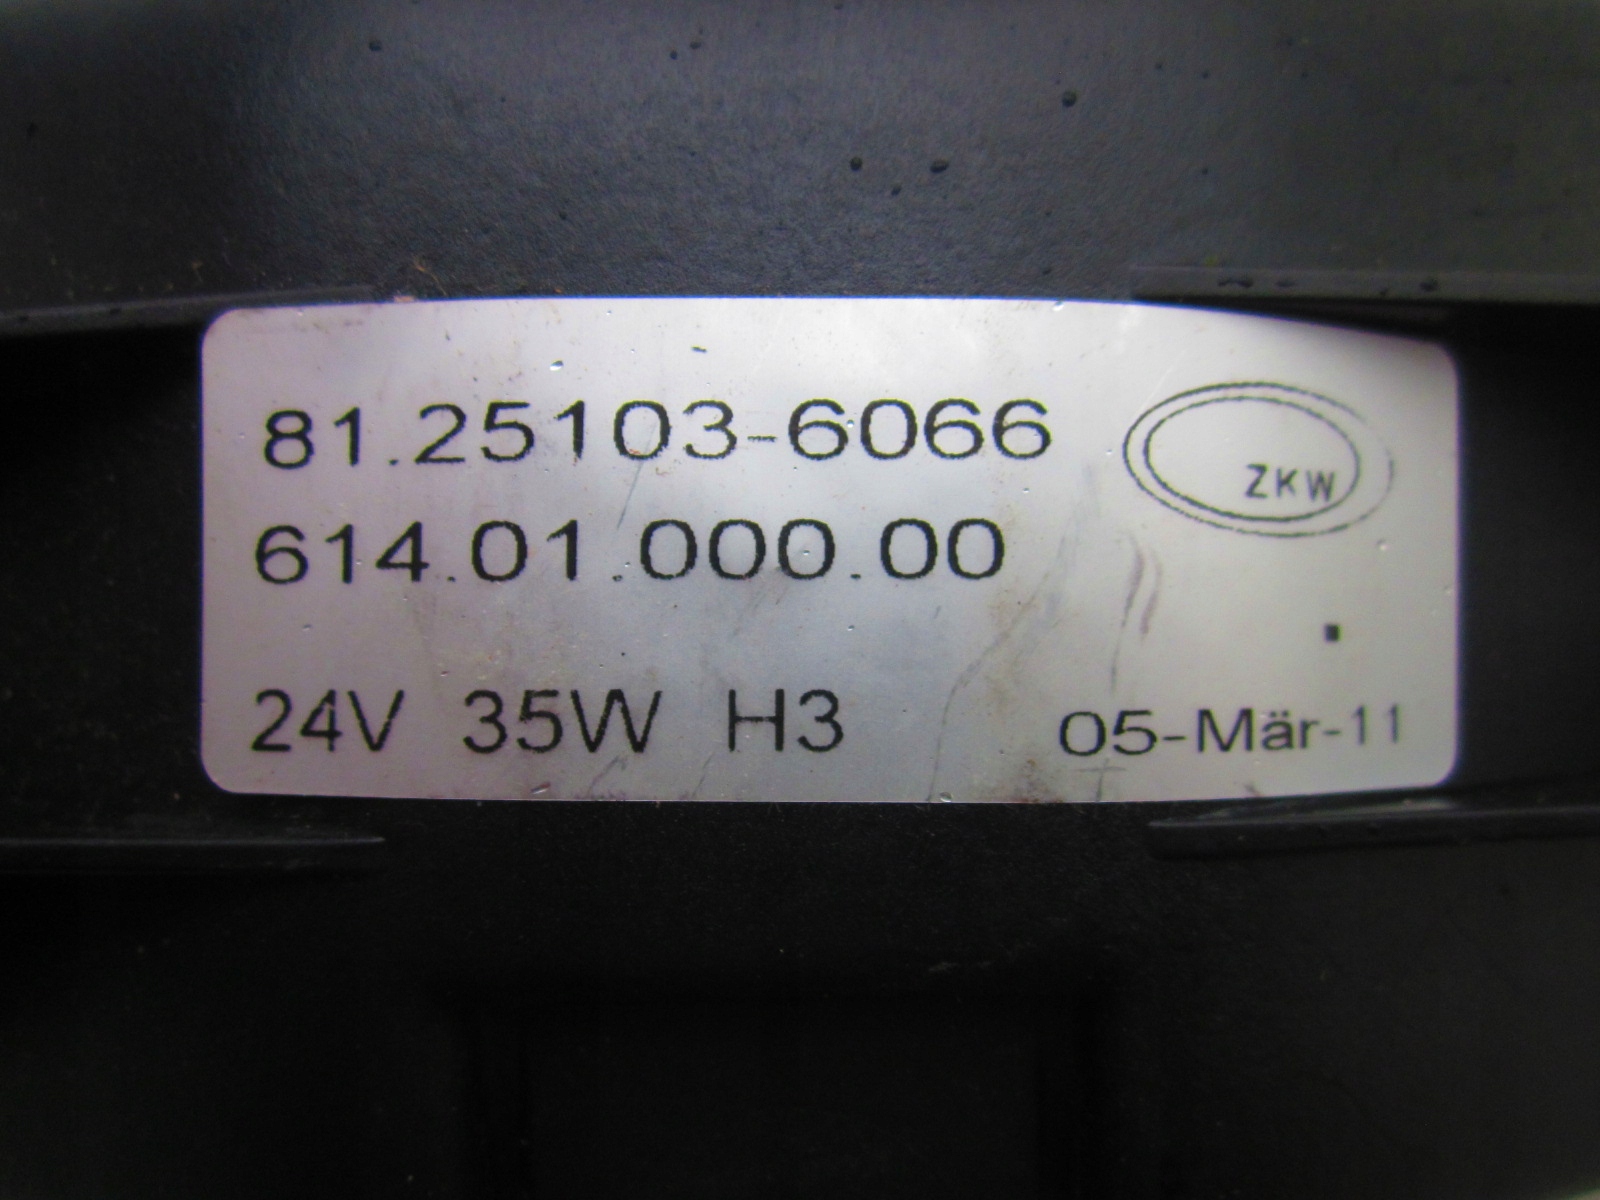 81.25103-6066
ZKW
614.01.000.00
24V 35W H3
05-Mär-11